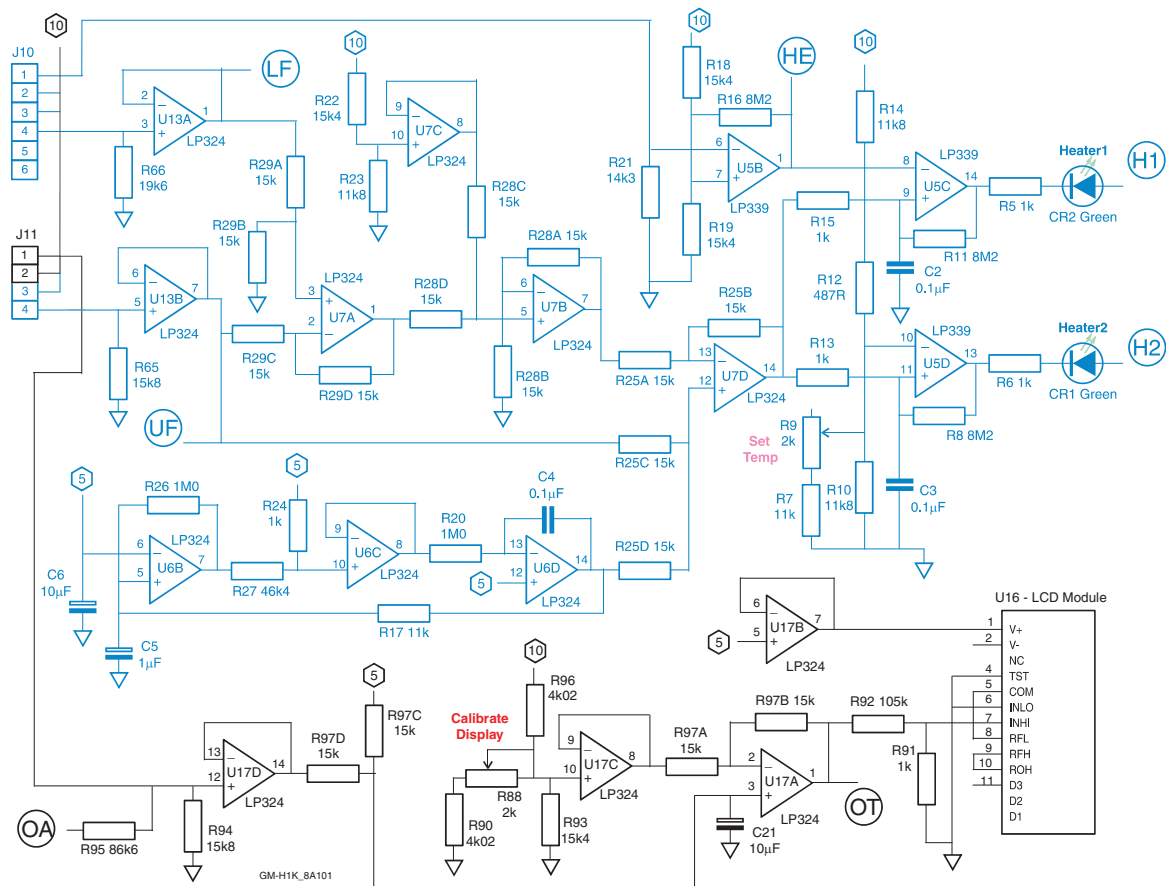 10
J10
1
2
3
4
5
6
J11
1
2
3
4
LF
2
3
1
U13A
LP324
R66
19k6
R29A
15k
R29B
15k
10
R22
15k4
R23
11k8
9
10
8
U7C
LP324
R28C
15k
10
R18
15k4
R16 8M2
HE
R21
14k3
6
7
1
U5B
LP339
R19
15k4
10
R14
11k8
LP339
8
9
14
U5C
R15
1k
R11 8M2
C2
0.1µF
R5 1k
Heater1
H1
CR2 Green
R12
487R
6
5
7
U13B
LP324
R65
15k8
UF
R29C
15k
LP324
3
2
1
U7A
R29D 15k
R28D
15k
R28A 15k
6
5
7
U7B
LP324
R28B
15k
R25A 15k
R25B
15k
13
12
14
U7D
LP324
R25C 15k
R13
1k
LP339
10
11
13
U5D
R8 8M2
R6 1k
Heater2
H2
CR1 Green
R9
2k
Set
Temp
R7
11k
R10
11k8
C3
0.1µF
5
R26 1M0
LP324
6
5
7
U6B
C6
10µF
C5
1µF
R27 46k4
5
R24
1k
9
10
8
U6C
LP324
R20
1M0
C4
0.1µF
13
12
14
U6D
LP324
5
R25D 15k
R17 11k
5
6
5
7
U17B
LP324
U16 - LCD Module
1
2
4
5
6
7
8
9
10
11
V+
V-
NC
TST
COM
INLO
INHI
RFL
RFH
ROH
D3
D2
D1
OA
R95 86k6
R94
15k8
13
12
14
U17D
LP324
R97D
15k
5
R97C
15k
10
R96
4k02
Calibrate
Display
R88
2k
R90
4k02
R93
15k4
9
10
8
U17C
LP324
R97A
15k
R97B 15k
2
3
1
U17A
LP324
C21
10µF
OT
R92 105k
R91
1k
GM-H1K_8A101